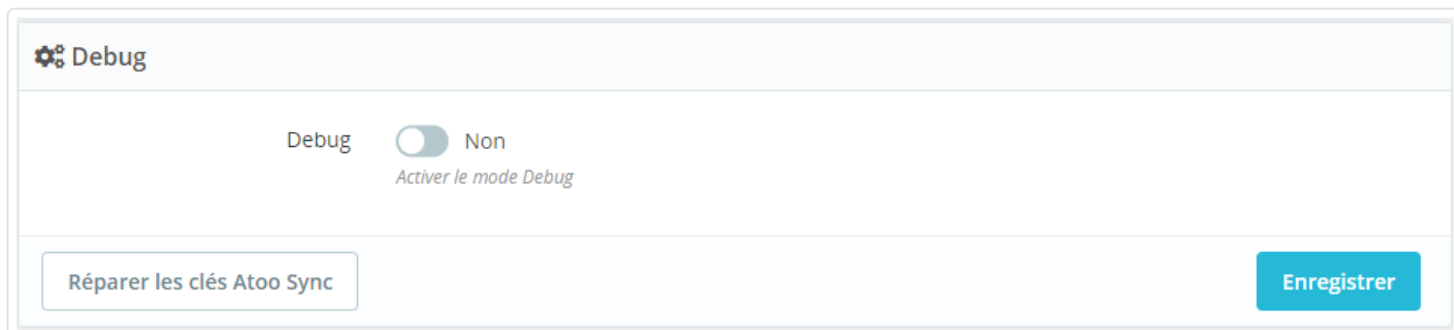 Debug
Debug Non
Activer le mode Debug
Réparer les clés Atoo Sync Enregistrer